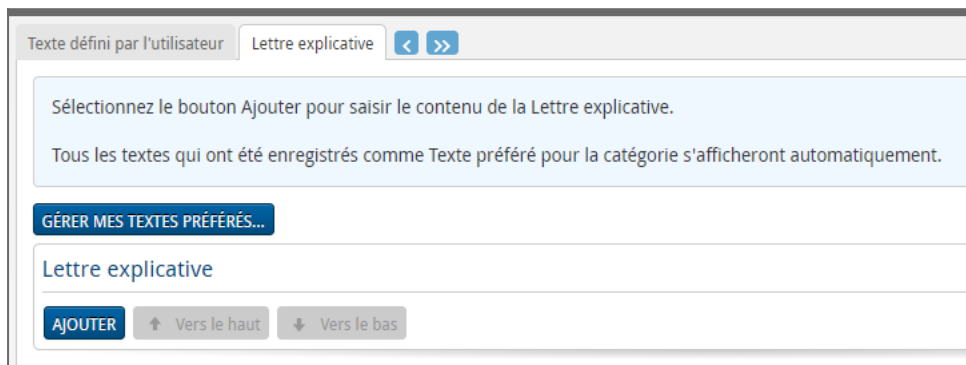 Texte défini par l'utilisateur Lettre explicative
Sélectionnez le bouton Ajouter pour saisir le contenu de la Lettre explicative.
Tous les textes qui ont été enregistrés comme Texte préféré pour la catégorie s'afficheront automatiquement.
GÉRER MES TEXTES PRÉFÉRÉS...
Lettre explicative
AJOUTER Vers le haut Vers le bas